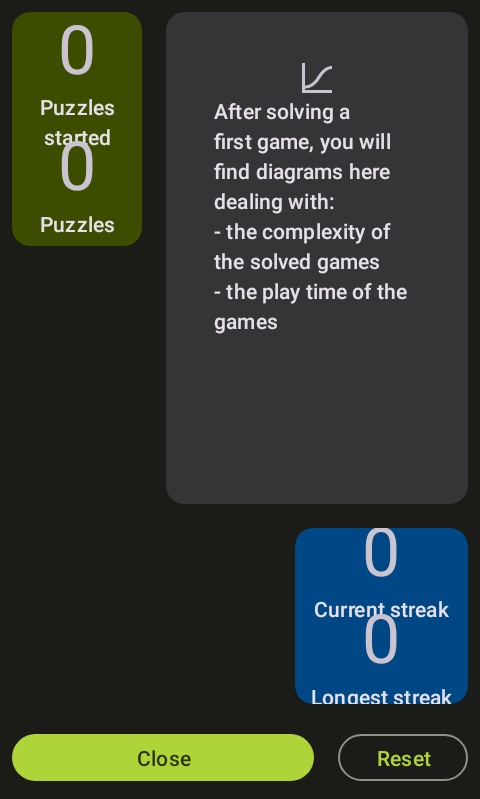 0
Puzzles
started
0
Puzzles
After solving a
first game, you will
find diagrams here
dealing with:
- the complexity of
the solved games
- the play time of the
games
0
Current streak
0
Longest streak
Close
Reset